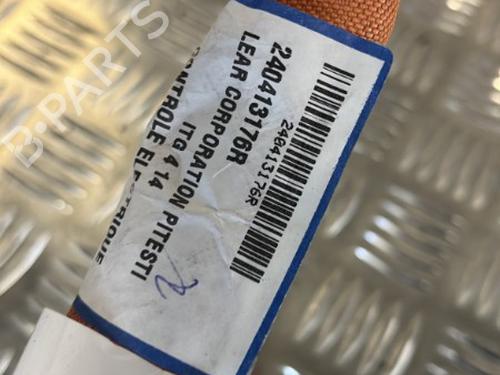 240413176R
240413176R
LEAR CORPORATION PITESTI
ITG 4 14
CONTROLE ELECTRIQUE
B-PARTS